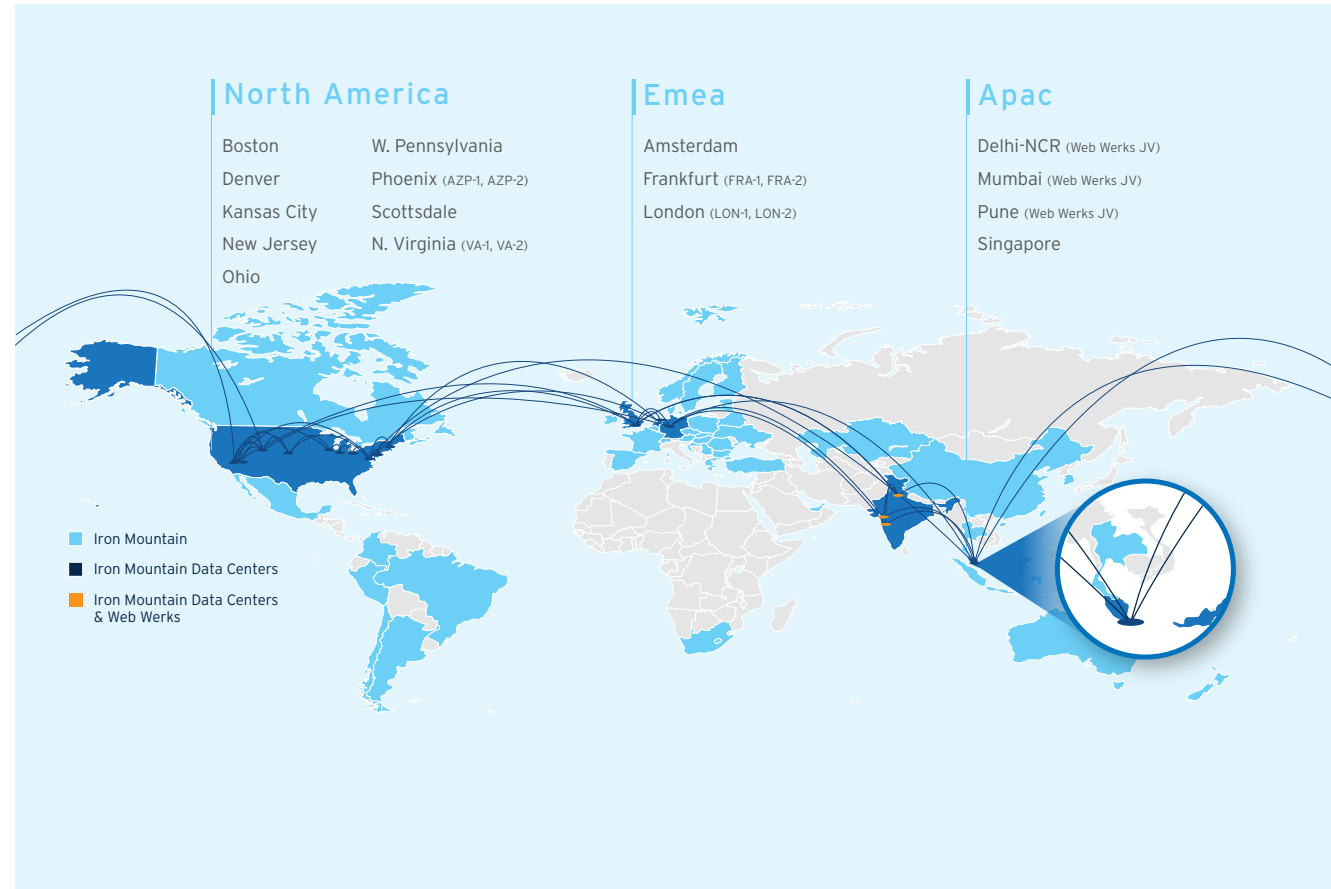 North America
Boston
Denver
Kansas City
New Jersey
Ohio
W. Pennsylvania
Phoenix (AZP-1, AZP-2)
Scottsdale
N. Virginia (VA-1, VA-2)
Emea
Amsterdam
Frankfurt (FRA-1, FRA-2)
London (LON-1, LON-2)
Apac
Delhi-NCR (Web Werks JV)
Mumbai (Web Werks JV)
Pune (Web Werks JV)
Singapore
Iron Mountain
Iron Mountain Data Centers
Iron Mountain Data Centers
& Web Werks